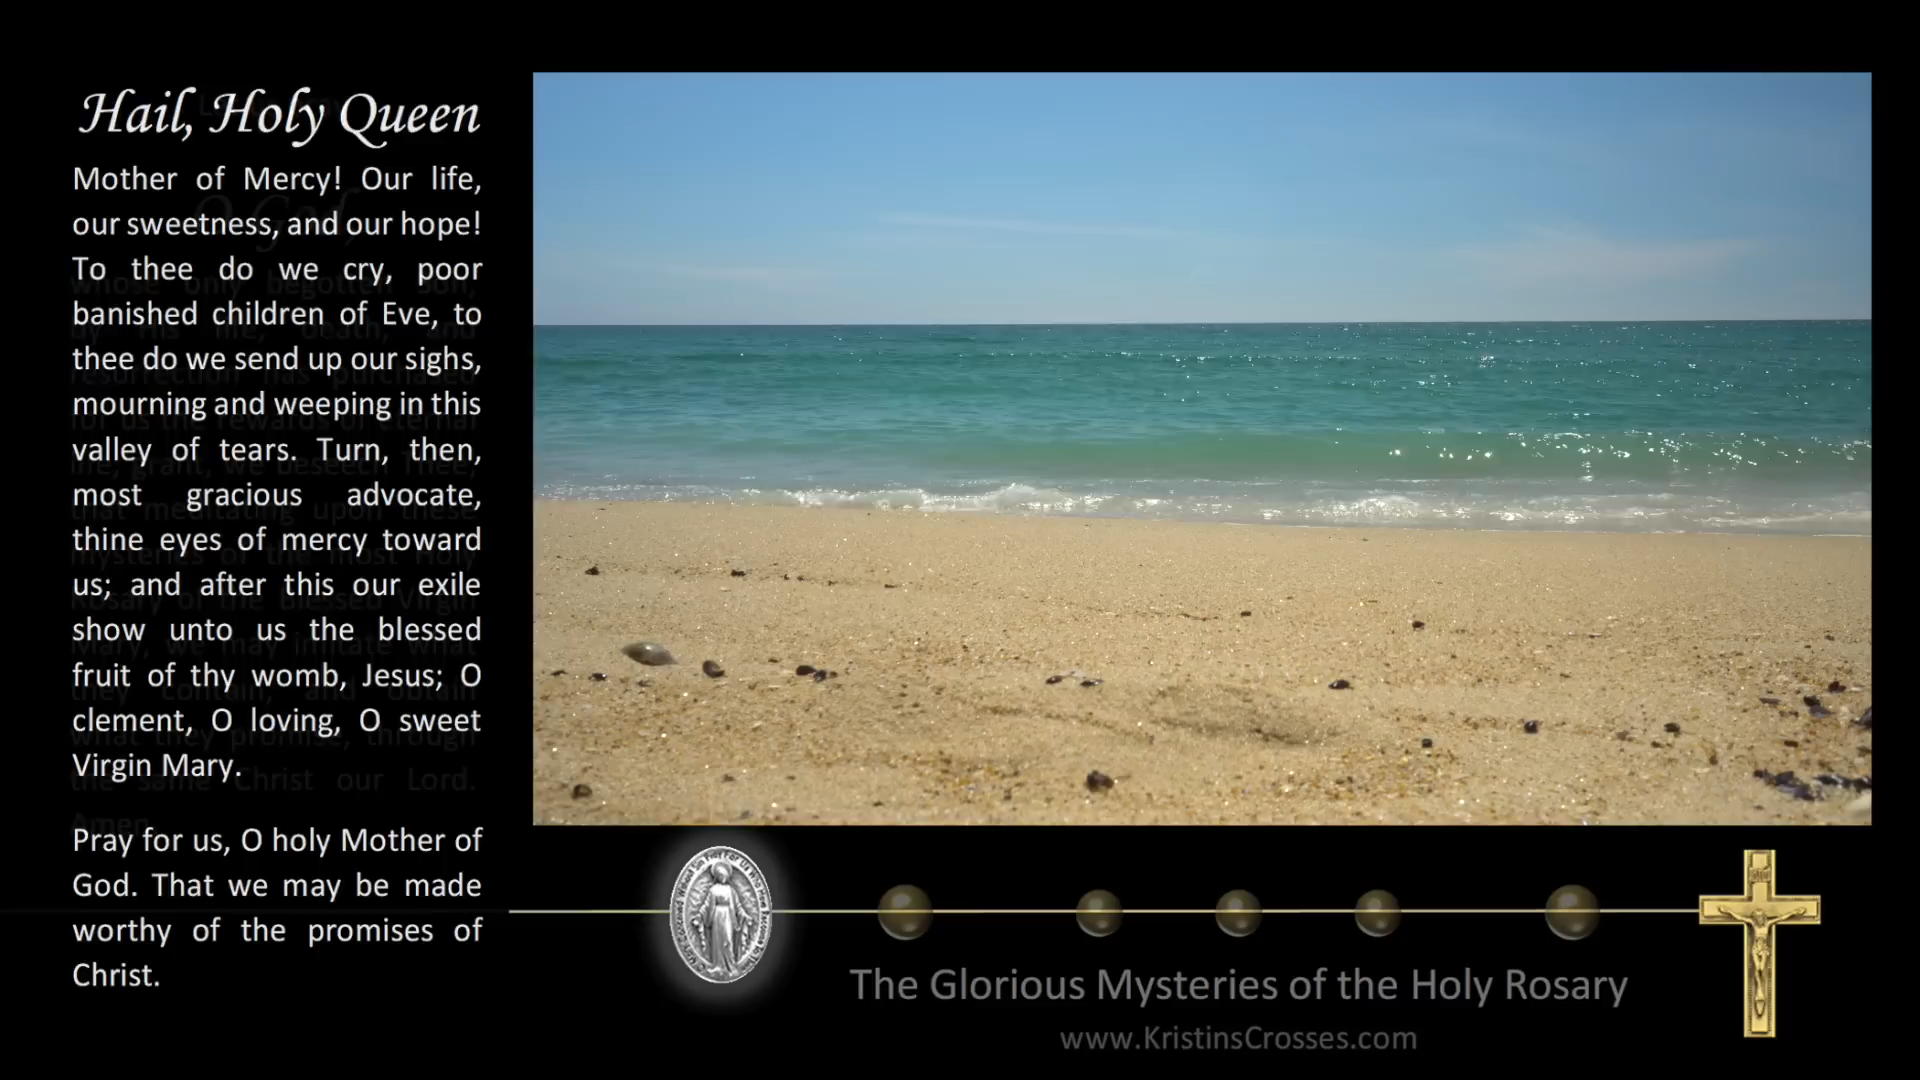 Hail, Holy Queen
Mother of Mercy! Our life,
our sweetness, and our hope!
To thee do we cry, poor
banished children of Eve, to
thee do we send up our sighs,
mourning and weeping in this
valley of tears. Turn, then,
most gracious advocate,
thine eyes of mercy toward
us; and after this our exile
show unto us the blessed
fruit of thy womb, Jesus; O
clement, O loving, O sweet
Virgin Mary.
Pray for us, O holy Mother of
God. That we may be made
worthy of the promises of
Christ.
The Glorious Mysteries of the Holy Rosary
www.KristinsCrosses.com